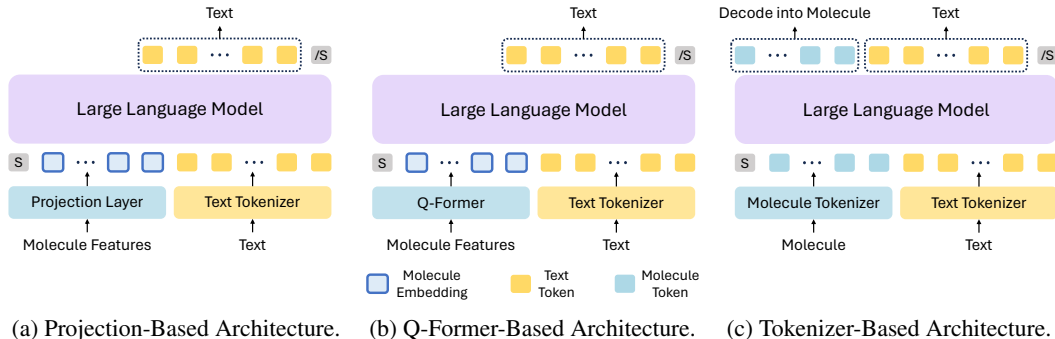 Text
/S
Large Language Model
S
Projection Layer
Text Tokenizer
Molecule Features
Text
(a) Projection-Based Architecture.
Text
/S
Large Language Model
S
Q-Former
Text Tokenizer
Molecule Features
Text
Molecule
Embedding
Text
Token
Molecule
Token
(b) Q-Former-Based Architecture.
Decode into Molecule
Text
/S
Large Language Model
S
Molecule Tokenizer
Text Tokenizer
Molecule
Text
(c) Tokenizer-Based Architecture.